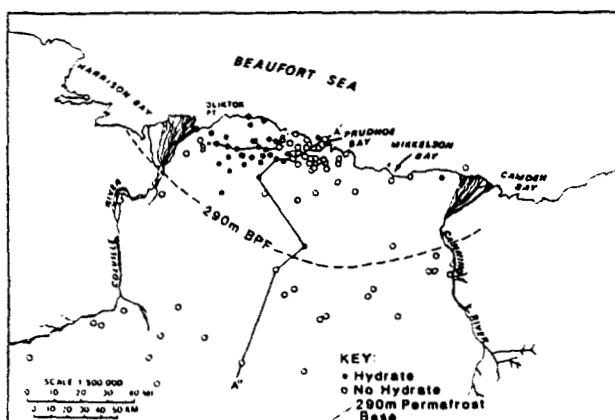 BEAUFORT SEA
HARRISON BAY
OLIKTOK
PT.
A'
PRUDHOE
BAY
MIKKELSON
BAY
CAMDEN
BAY
290m BPF
COLVILLE
RIVER
RIVER
KEY:
• Hydrate
○ No Hydrate
290m Permafrost
Base
A"
SCALE 1:500,000
0 10 20 30 40 MI
0 10 20 30 40 50 KM